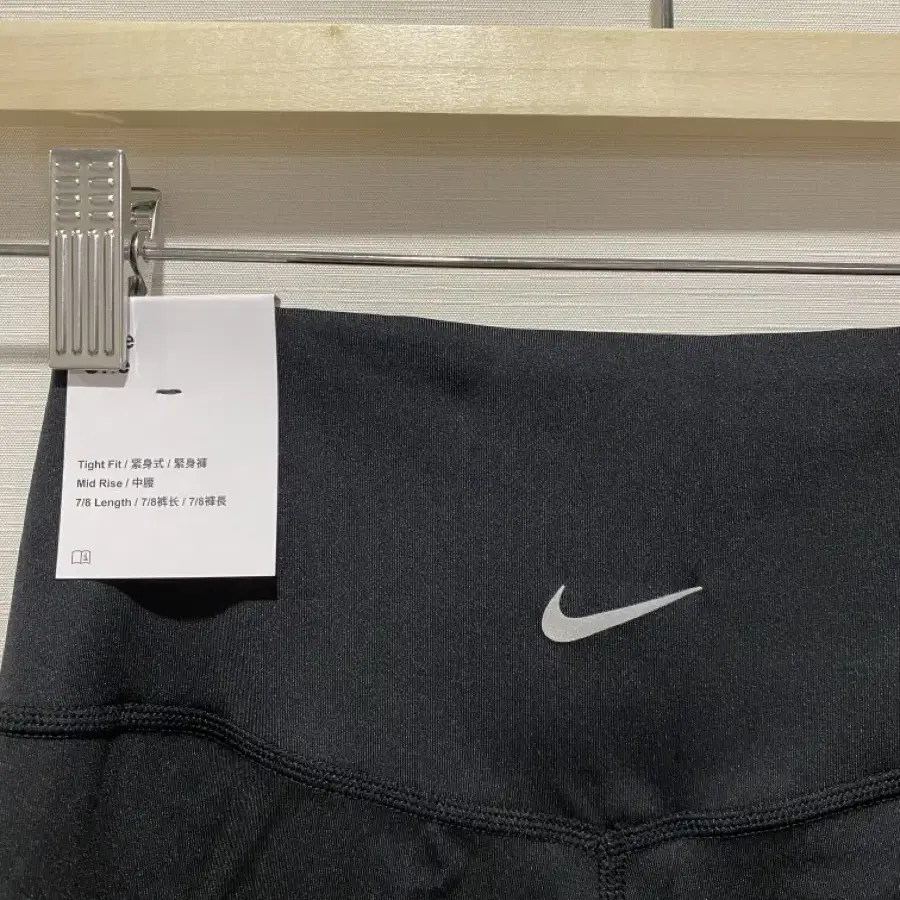 Tight Fit / 紧身式 / 緊身褲
Mid Rise / 中腰
7/8 Length / 7/8裤长 / 7/8褲長